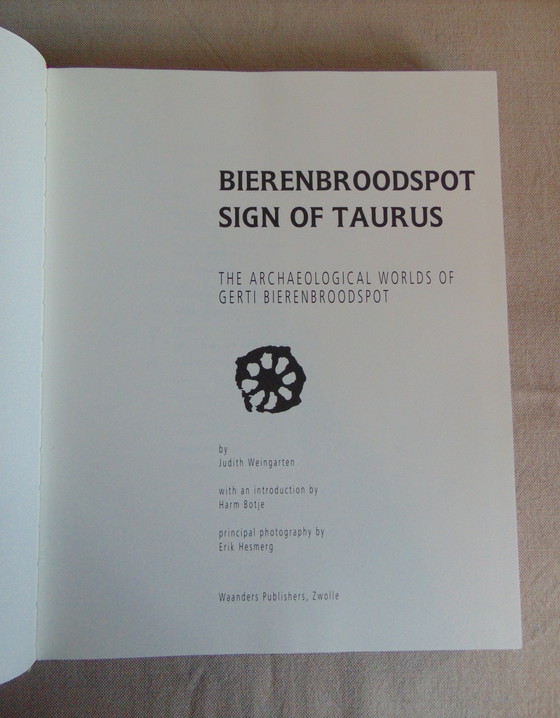 BIERENBROODSPOT
SIGN OF TAURUS
THE ARCHAEOLOGICAL WORLDS OF
GERTI BIERENBROODSPOT
by
Judith Weingarten
with an introduction by
Harm Botje
principal photography by
Erik Hesmerg
Waanders Publishers, Zwolle